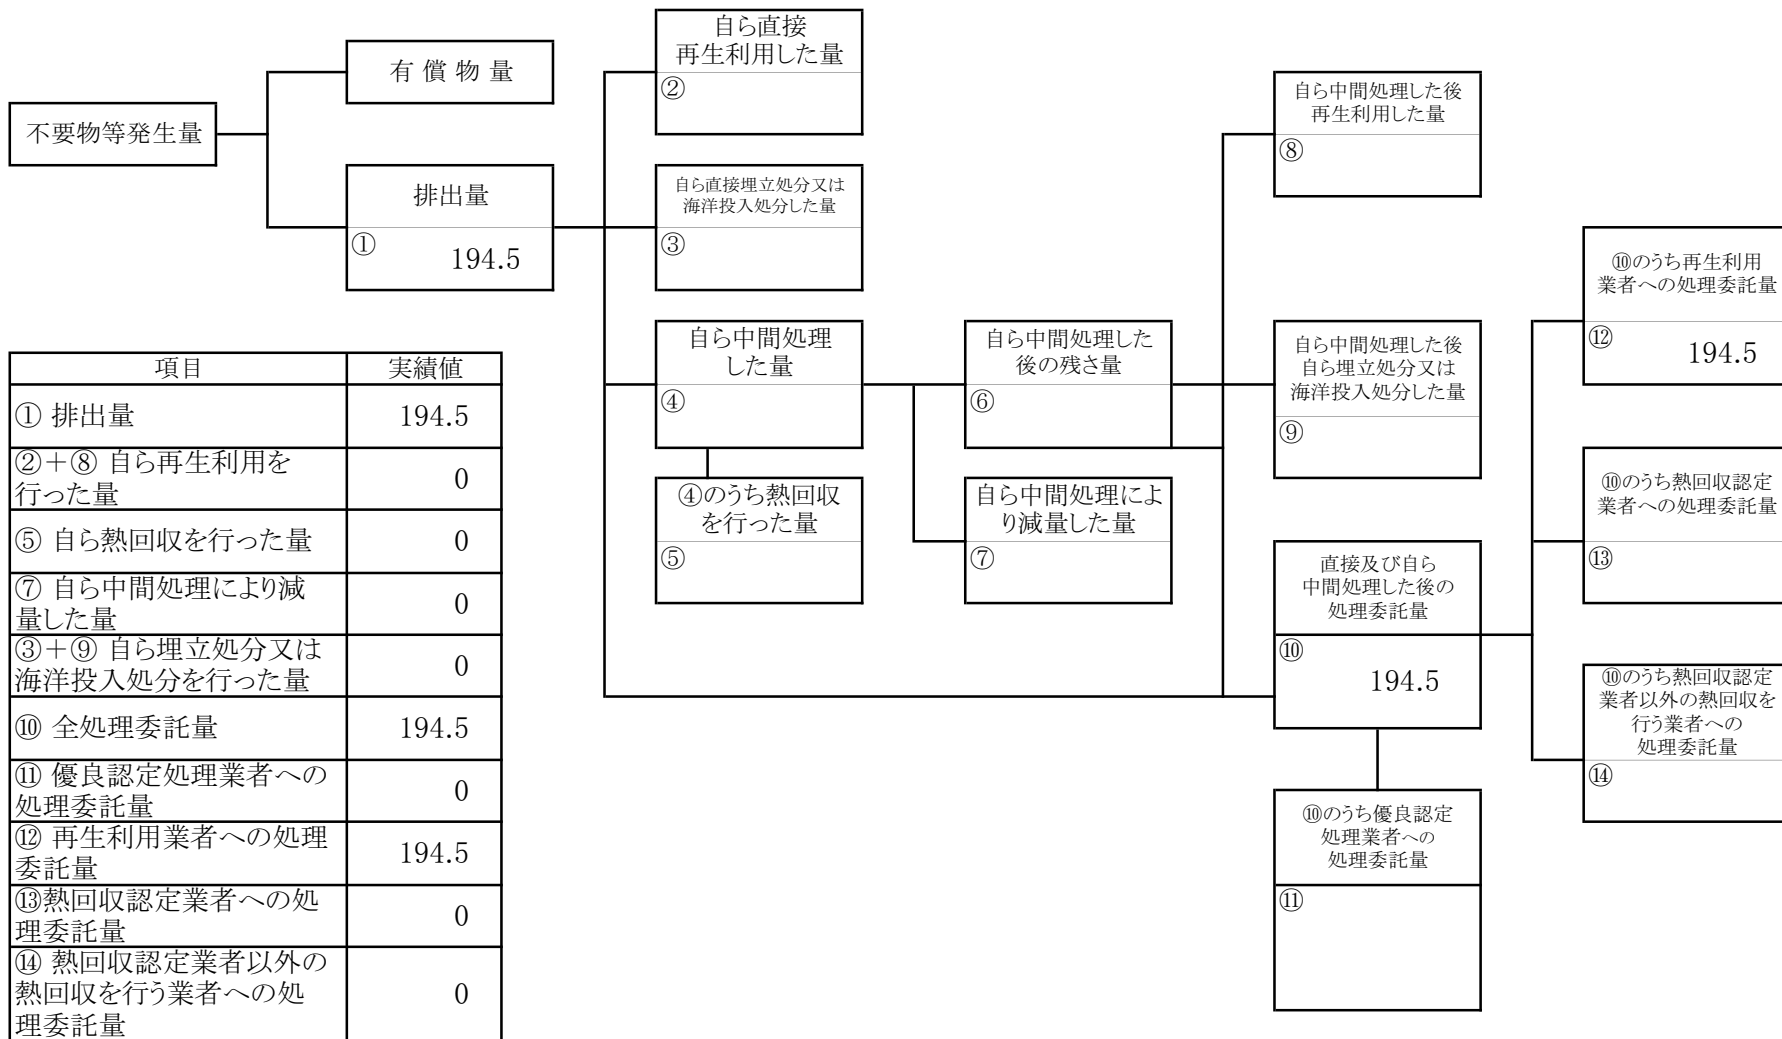 不要物等発生量
有償物量
排出量
①
194.5
自ら直接
再生利用した量
②
自ら直接埋立処分又は
海洋投入処分した量
③
自ら中間処理
した量
④
④のうち熱回収
を行った量
⑤
自ら中間処理した
後の残さ量
⑥
自ら中間処理によ
り減量した量
⑦
自ら中間処理した後
再生利用した量
⑧
自ら中間処理した後
自ら埋立処分又は
海洋投入処分した量
⑨
直接及び自ら
中間処理した後の
処理委託量
⑩
194.5
⑩のうち優良認定
処理業者への
処理委託量
⑪
⑩のうち再生利用
業者への処理委託量
⑫
194.5
⑩のうち熱回収認定
業者への処理委託量
⑬
⑩のうち熱回収認定
業者以外の熱回収を
行う業者への
処理委託量
⑭
項目 実績値
① 排出量 194.5
②+⑧ 自ら再生利用を
行った量 0
⑤ 自ら熱回収を行った量 0
⑦ 自ら中間処理により減
量した量 0
③+⑨ 自ら埋立処分又は
海洋投入処分を行った量 0
⑩ 全処理委託量 194.5
⑪ 優良認定処理業者への
処理委託量 0
⑫ 再生利用業者への処理
委託量 194.5
⑬熱回収認定業者への処
理委託量 0
⑭ 熱回収認定業者以外の
熱回収を行う業者への処
理委託量 0